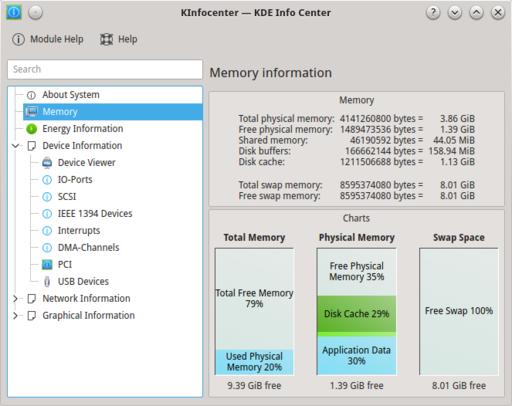 KInfocenter — KDE Info Center
Module Help
Help
Search
Memory information
About System
Memory
Energy Information
Device Information
Device Viewer
IO-Ports
SCSI
IEEE 1394 Devices
Interrupts
DMA-Channels
PCI
USB Devices
Network Information
Graphical Information
Memory
Total physical memory: 4141260800 bytes = 3.86 GiB
Free physical memory: 1489473536 bytes = 1.39 GiB
Shared memory: 46190592 bytes = 44.05 MiB
Disk buffers: 166662144 bytes = 158.94 MiB
Disk cache: 1211506688 bytes = 1.13 GiB
Total swap memory: 8595374080 bytes = 8.01 GiB
Free swap memory: 8595374080 bytes = 8.01 GiB
Charts
Total Memory
Total Free Memory
79%
Used Physical
Memory 20%
9.39 GiB free
Physical Memory
Free Physical
Memory 35%
Disk Cache 29%
Application Data
30%
1.39 GiB free
Swap Space
Free Swap 100%
8.01 GiB free